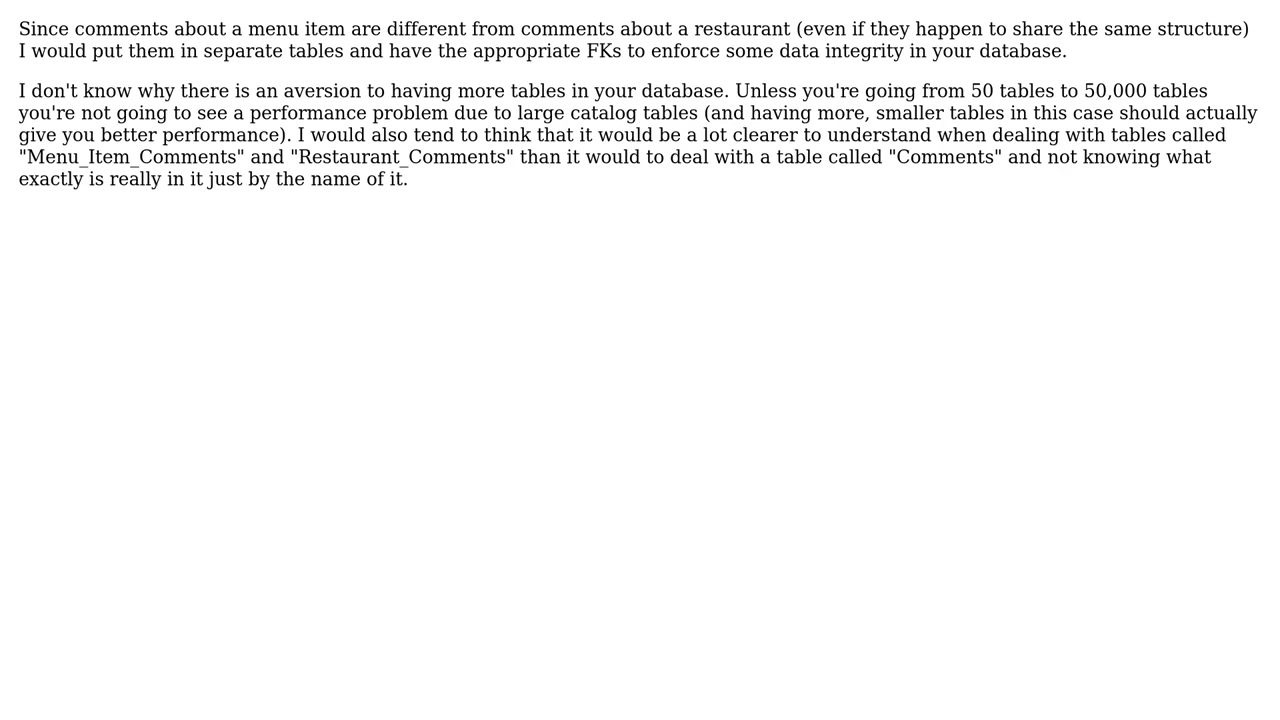 Since comments about a menu item are different from comments about a restaurant (even if they happen to share the same structure)
I would put them in separate tables and have the appropriate FKs to enforce some data integrity in your database.
I don't know why there is an aversion to having more tables in your database. Unless you're going from 50 tables to 50,000 tables
you're not going to see a performance problem due to large catalog tables (and having more, smaller tables in this case should actually
give you better performance). I would also tend to think that it would be a lot clearer to understand when dealing with tables called
"Menu_Item_Comments" and "Restaurant_Comments" than it would to deal with a table called "Comments" and not knowing what
exactly is really in it just by the name of it.